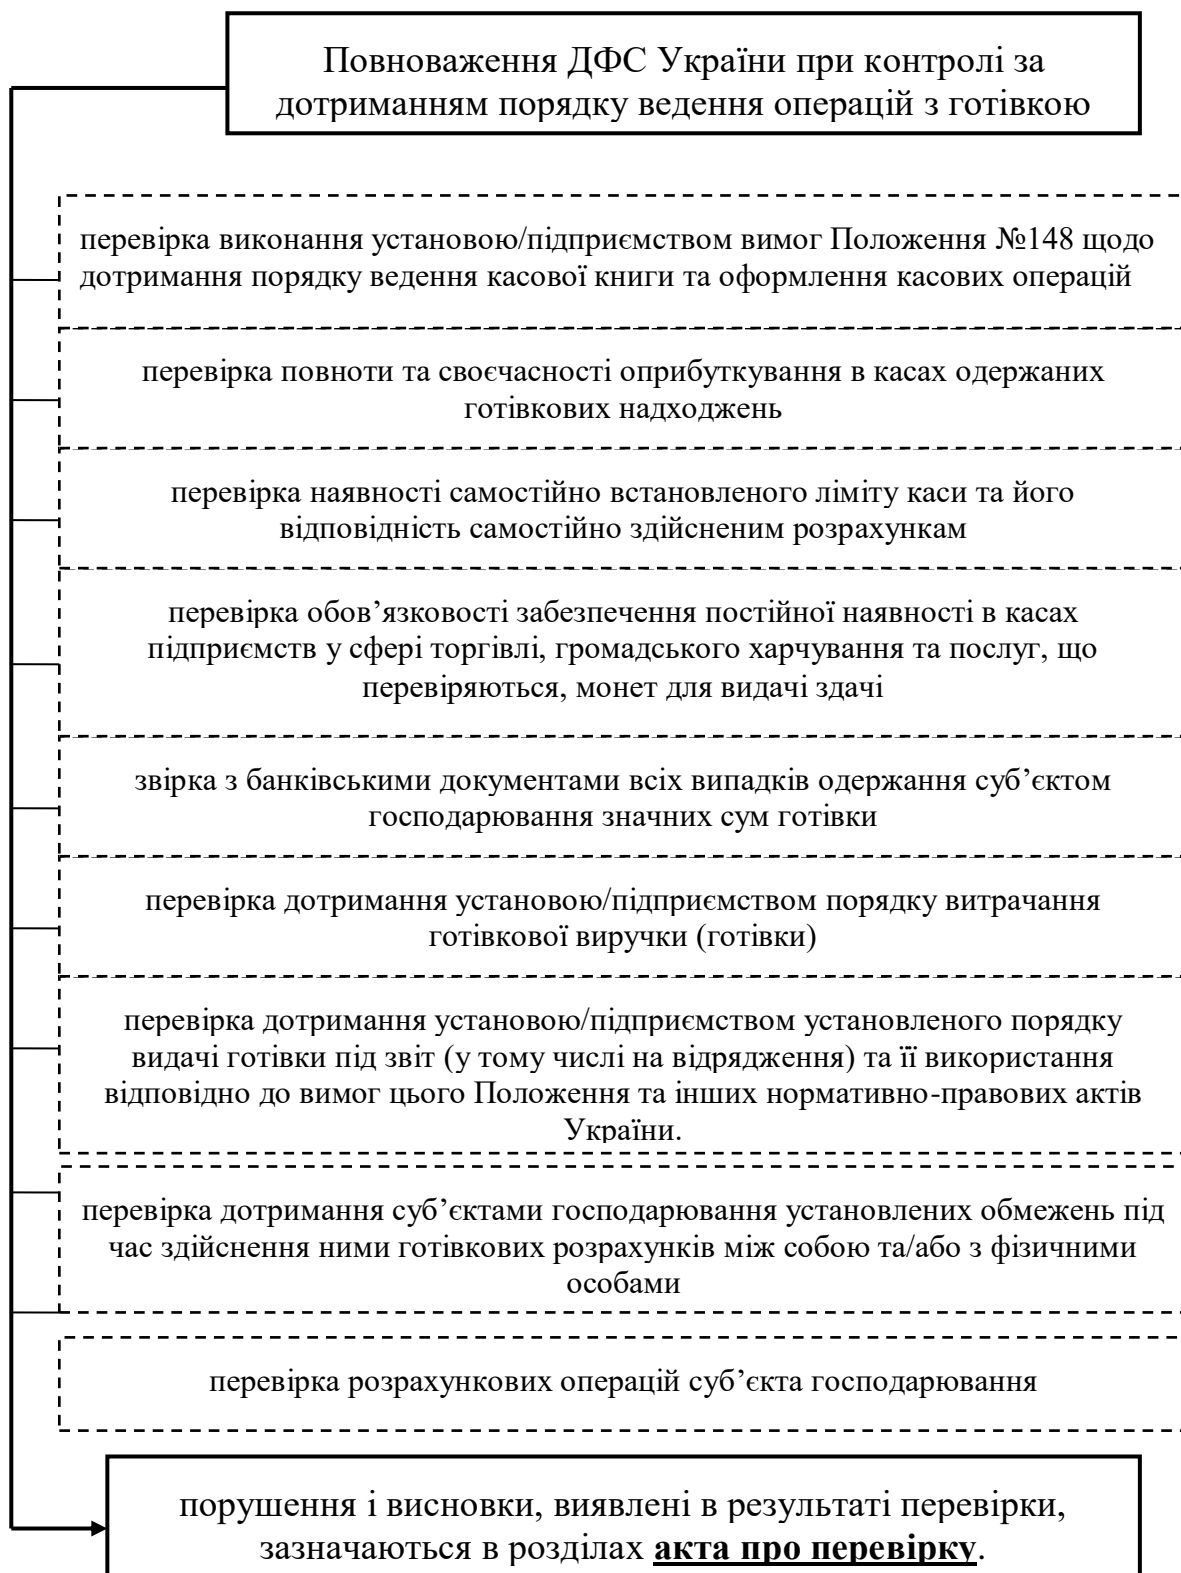 Повноваження ДФС України при контролі за
дотриманням порядку ведення операцій з готівкою
перевірка виконання установою/підприємством вимог Положення №148 щодо
дотримання порядку ведення касової книги та оформлення касових операцій
перевірка повноти та своєчасності оприбуткування в касах одержаних
готівкових надходжень
перевірка наявності самостійно встановленого ліміту каси та його
відповідність самостійно здійсненим розрахункам
перевірка обов’язковості забезпечення постійної наявності в касах
підприємств у сфері торгівлі, громадського харчування та послуг, що
перевіряються, монет для видачі здачі
звірка з банківськими документами всіх випадків одержання суб’єктом
господарювання значних сум готівки
перевірка дотримання установою/підприємством порядку витрачання
готівкової виручки (готівки)
перевірка дотримання установою/підприємством установленого порядку
видачі готівки під звіт (у тому числі на відрядження) та її використання
відповідно до вимог цього Положення та інших нормативно-правових актів
України.
перевірка дотримання суб’єктами господарювання установлених обмежень під
час здійснення ними готівкових розрахунків між собою та/або з фізичними
особами
перевірка розрахункових операцій суб’єкта господарювання
порушення і висновки, виявлені в результаті перевірки,
зазначаються в розділах акта про перевірку.